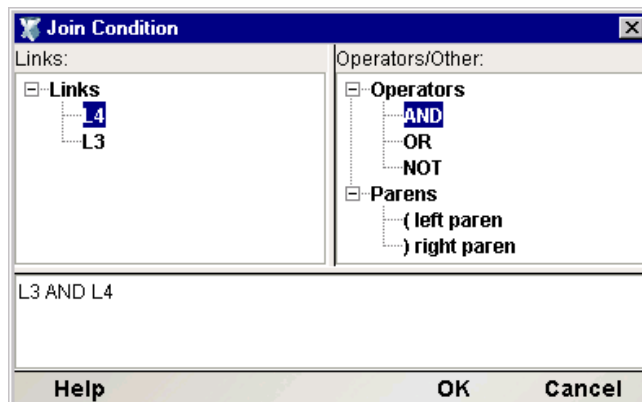 Join Condition
Links:
Links
L4
L3
Operators/Other:
Operators
AND
OR
NOT
Parens
( left paren
) right paren
L3 AND L4
Help
OK
Cancel